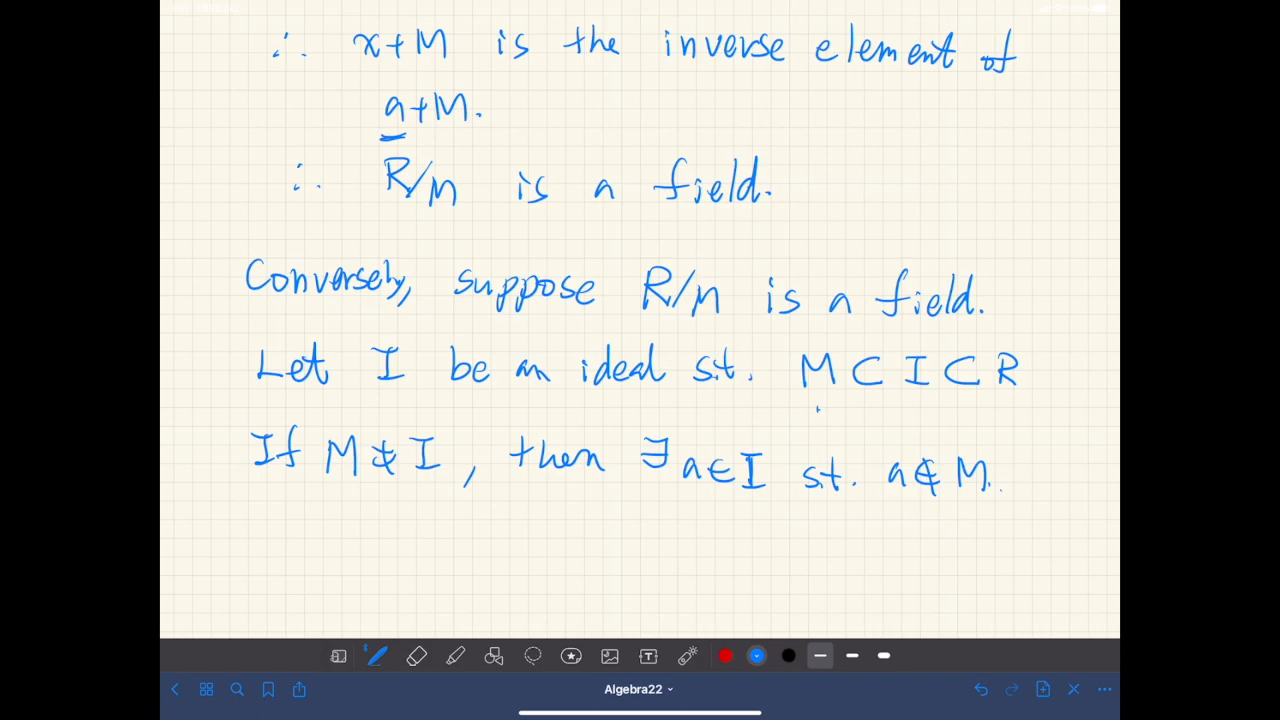 ∴ x+M is the inverse element of
a+M.
∴ R/M is a field.
Conversely, suppose R/M is a field.
Let I be an ideal s.t. M ⊂ I ⊂ R
If M ⊊ I, then ∃ a∈I s.t. a∉M.
Algebra22